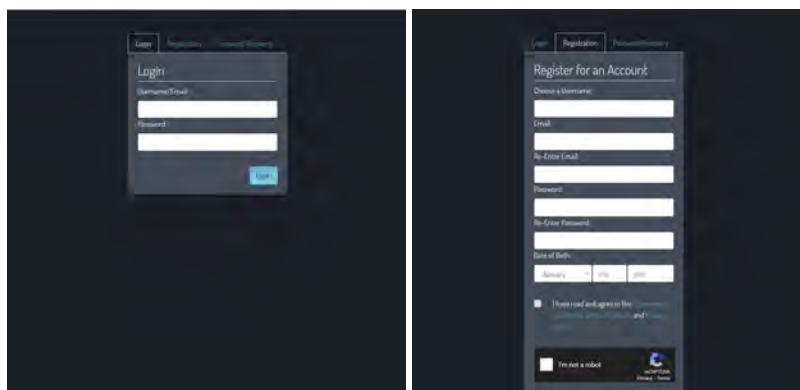 Login Registration Password Recovery
Login
Username/Email:
Password:
Login
Login Registration Password Recovery
Register for an Account
Choose a Username:
Email:
Re-Enter Email:
Password:
Re-Enter Password:
Date of Birth:
January
I have read and agree to the
and
I'm not a robot
reCAPTCHA
Privacy - Terms